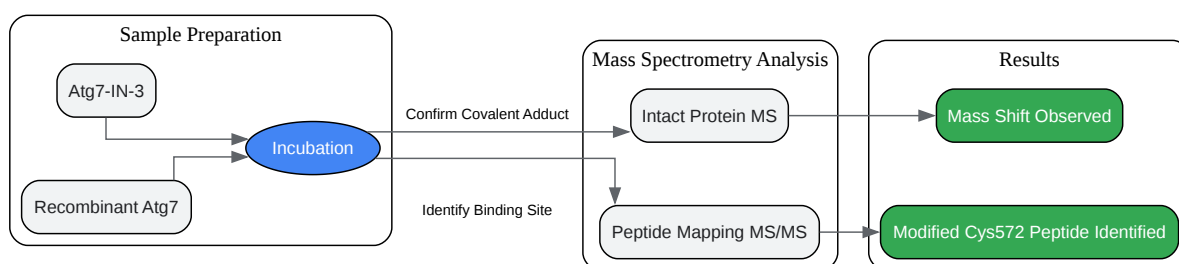 Sample Preparation
Atg7-IN-3
Recombinant Atg7
Incubation
Confirm Covalent Adduct
Identify Binding Site
Mass Spectrometry Analysis
Intact Protein MS
Peptide Mapping MS/MS
Results
Mass Shift Observed
Modified Cys572 Peptide Identified